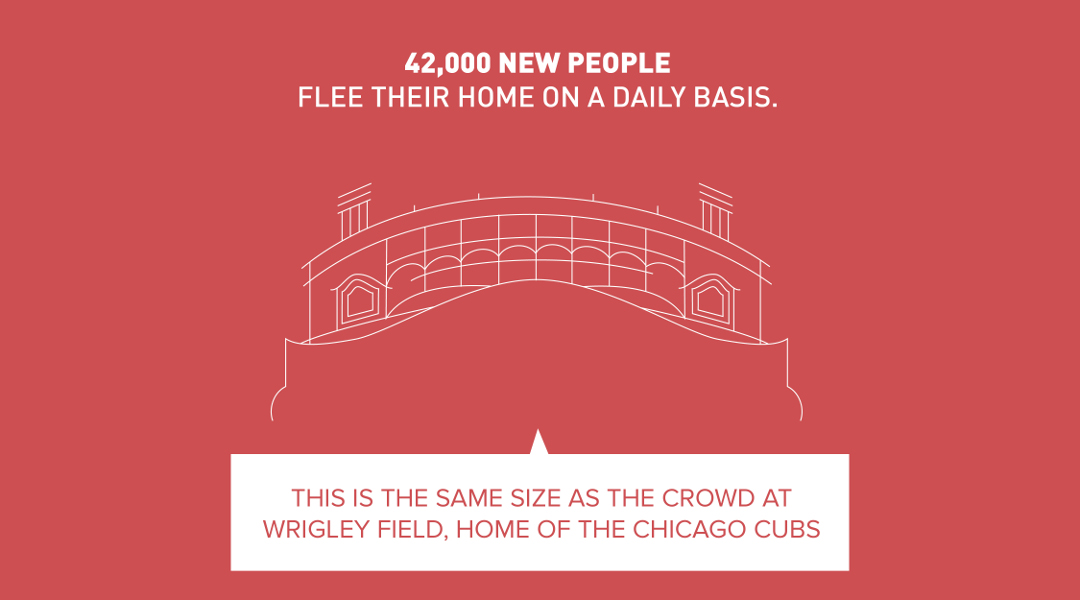 42,000 NEW PEOPLE
FLEE THEIR HOME ON A DAILY BASIS.
THIS IS THE SAME SIZE AS THE CROWD AT
WRIGLEY FIELD, HOME OF THE CHICAGO CUBS